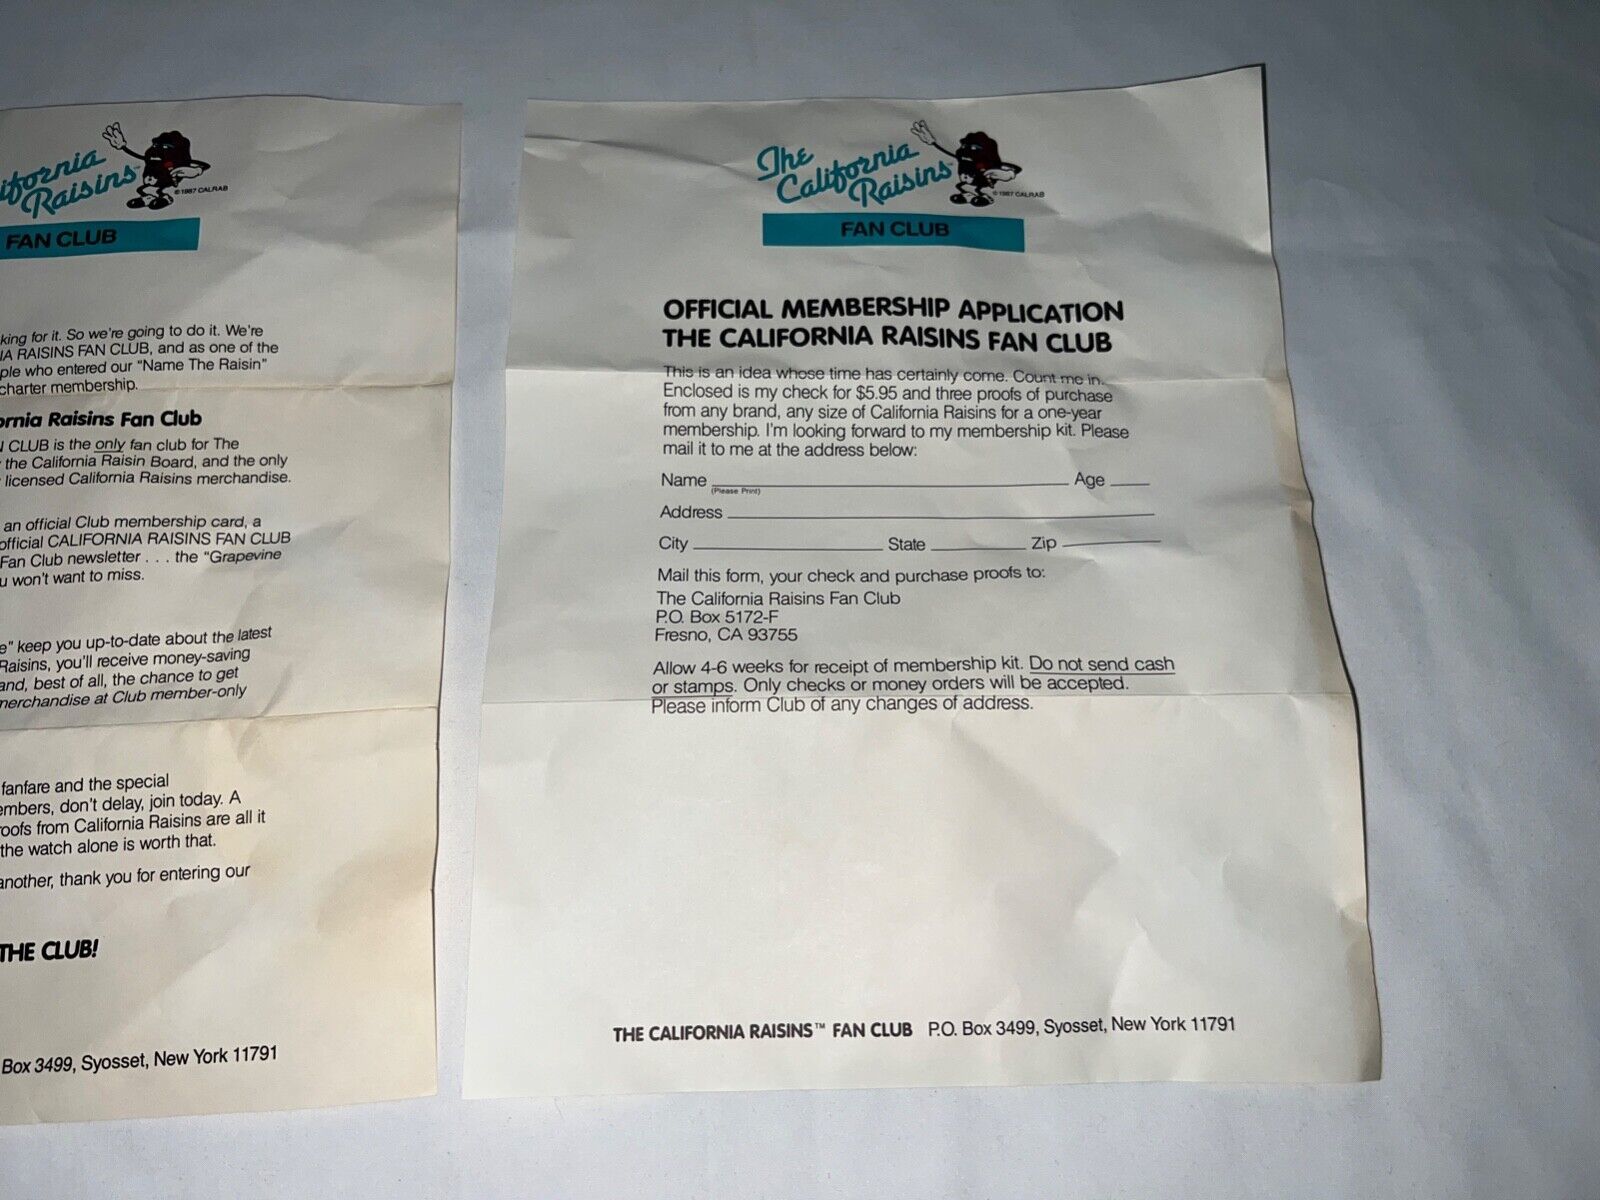 ifornia
Raisins™
© 1987 CALRAB
FAN CLUB
king for it. So we're going to do it. We're
IA RAISINS FAN CLUB, and as one of the
ple who entered our "Name The Raisin"
charter membership.
ornia Raisins Fan Club
CLUB is the only fan club for The
the California Raisin Board, and the only
licensed California Raisins merchandise.
an official Club membership card, a
official CALIFORNIA RAISINS FAN CLUB
Fan Club newsletter . . . the "Grapevine
u won't want to miss.
e" keep you up-to-date about the latest
Raisins, you'll receive money-saving
and, best of all, the chance to get
merchandise at Club member-only
fanfare and the special
embers, don't delay, join today. A
roofs from California Raisins are all it
the watch alone is worth that.
another, thank you for entering our
THE CLUB!
Box 3499, Syosset, New York 11791
The
California
Raisins™
© 1987 CALRAB
FAN CLUB
OFFICIAL MEMBERSHIP APPLICATION
THE CALIFORNIA RAISINS FAN CLUB
This is an idea whose time has certainly come. Count me in.
Enclosed is my check for $5.95 and three proofs of purchase
from any brand, any size of California Raisins for a one-year
membership. I'm looking forward to my membership kit. Please
mail it to me at the address below:
Name Age
(Please Print)
Address
City State Zip
Mail this form, your check and purchase proofs to:
The California Raisins Fan Club
P.O. Box 5172-F
Fresno, CA 93755
Allow 4-6 weeks for receipt of membership kit. Do not send cash
or stamps. Only checks or money orders will be accepted.
Please inform Club of any changes of address.
THE CALIFORNIA RAISINS™ FAN CLUB P.O. Box 3499, Syosset, New York 11791